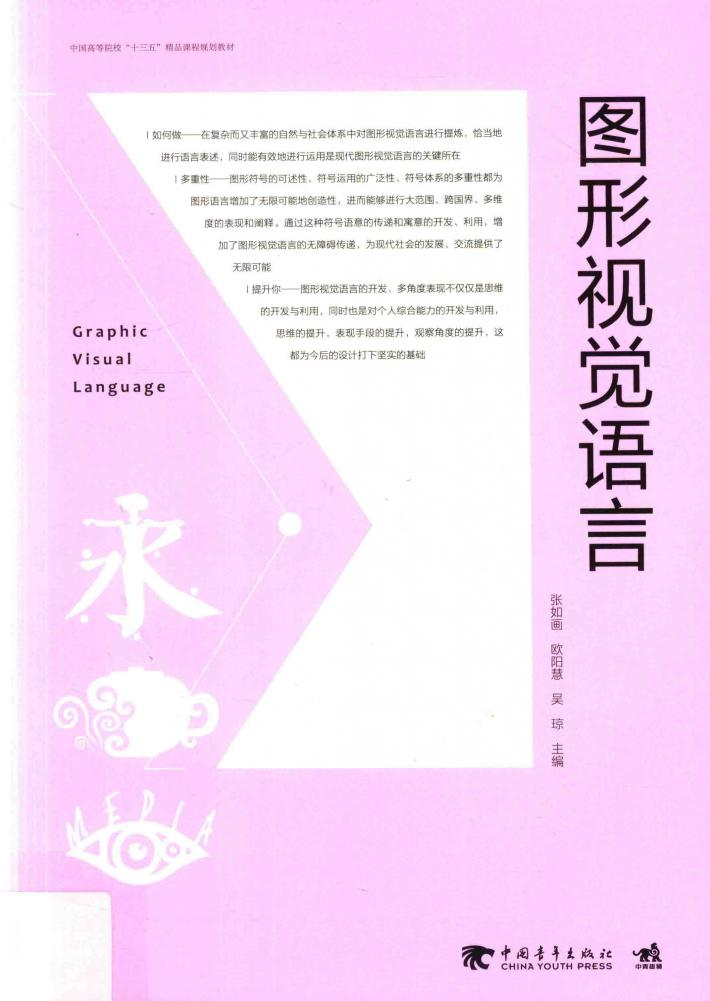 中国高等院校“十三五”精品课程规划教材
图形视觉语言
| 如何做——在复杂而又丰富的自然与社会体系中对图形视觉语言进行提炼，恰当地
进行语言表述，同时能有效地进行运用是现代图形视觉语言的关键所在
| 多重性——图形符号的可述性、符号运用的广泛性、符号体系的多重性都为
图形语言增加了无限可能地创造性，进而能够进行大范围、跨国界、多维
度的表现和阐释。通过这种符号语意的传递和寓意的开发、利用，增
加了图形视觉语言的无障碍传递，为现代社会的发展、交流提供了
无限可能
| 提升你——图形视觉语言的开发、多角度表现不仅仅是思维
的开发与利用，同时也是对个人综合能力的开发与利用，
思维的提升，表现手段的提升，观察角度的提升，这
都为今后的设计打下坚实的基础
Graphic
Visual
Language
永
MEDIA
张如画 欧阳慧 吴 琼 主编
中国青年出版社
CHINA YOUTH PRESS
中青雄狮